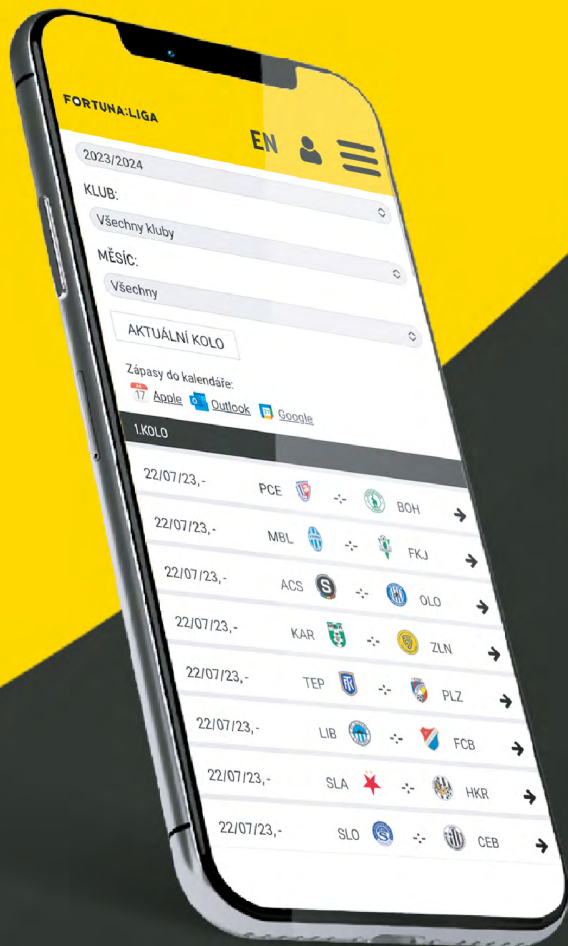 FORTUNA:LIGA
EN
2023/2024
KLUB:
Všechny kluby
MĚSÍC:
Všechny
AKTUÁLNÍ KOLO
Zápasy do kalendáře:
17 Apple Outlook Google
1.KOLO
22/07/23,- PCE -:- BOH
22/07/23,- MBL -:- FKJ
22/07/23,- ACS S -:- OLO
22/07/23,- KAR -:- ZLN
22/07/23,- TEP -:- PLZ
22/07/23,- LIB -:- FCB
22/07/23,- SLA -:- HKR
22/07/23,- SLO -:- CEB